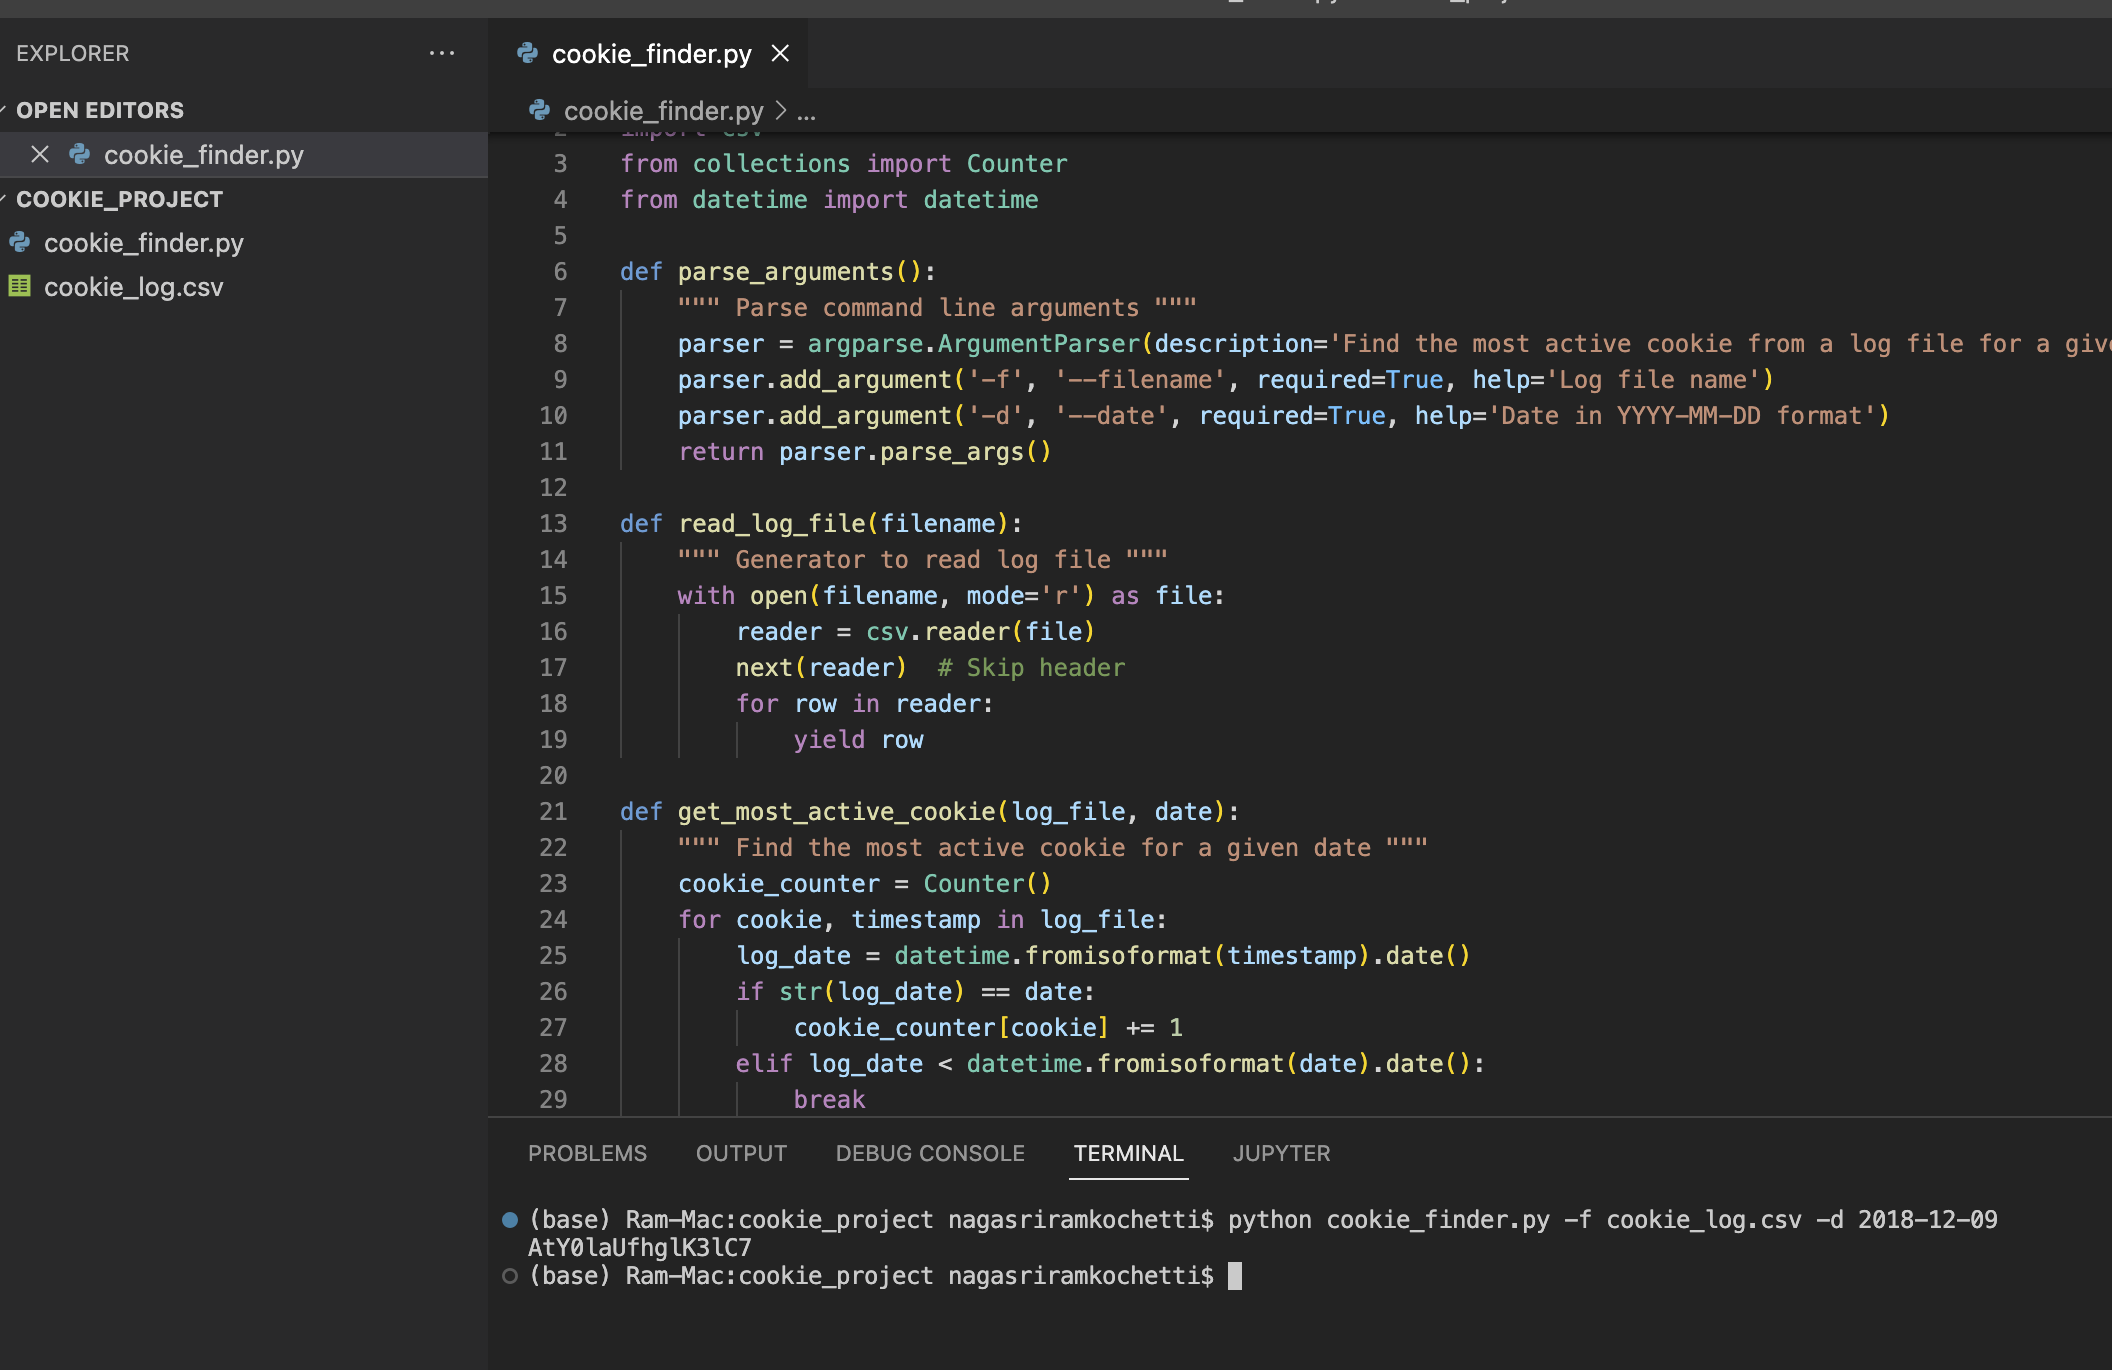 EXPLORER
...
OPEN EDITORS
cookie_finder.py
COOKIE_PROJECT
cookie_finder.py
cookie_log.csv
cookie_finder.py
cookie_finder.py > ...
2 import csv
3 from collections import Counter
4 from datetime import datetime
5
6 def parse_arguments():
7 """ Parse command line arguments """
8 parser = argparse.ArgumentParser(description='Find the most active cookie from a log file for a giv
9 parser.add_argument('-f', '--filename', required=True, help='Log file name')
10 parser.add_argument('-d', '--date', required=True, help='Date in YYYY-MM-DD format')
11 return parser.parse_args()
12
13 def read_log_file(filename):
14 """ Generator to read log file """
15 with open(filename, mode='r') as file:
16 reader = csv.reader(file)
17 next(reader)  # Skip header
18 for row in reader:
19 yield row
20
21 def get_most_active_cookie(log_file, date):
22 """ Find the most active cookie for a given date """
23 cookie_counter = Counter()
24 for cookie, timestamp in log_file:
25 log_date = datetime.fromisoformat(timestamp).date()
26 if str(log_date) == date:
27 cookie_counter[cookie] += 1
28 elif log_date < datetime.fromisoformat(date).date():
29 break
PROBLEMS OUTPUT DEBUG CONSOLE TERMINAL JUPYTER
(base) Ram-Mac:cookie_project nagasriramkochetti$ python cookie_finder.py -f cookie_log.csv -d 2018-12-09
AtY0laUfhglK3lC7
(base) Ram-Mac:cookie_project nagasriramkochetti$